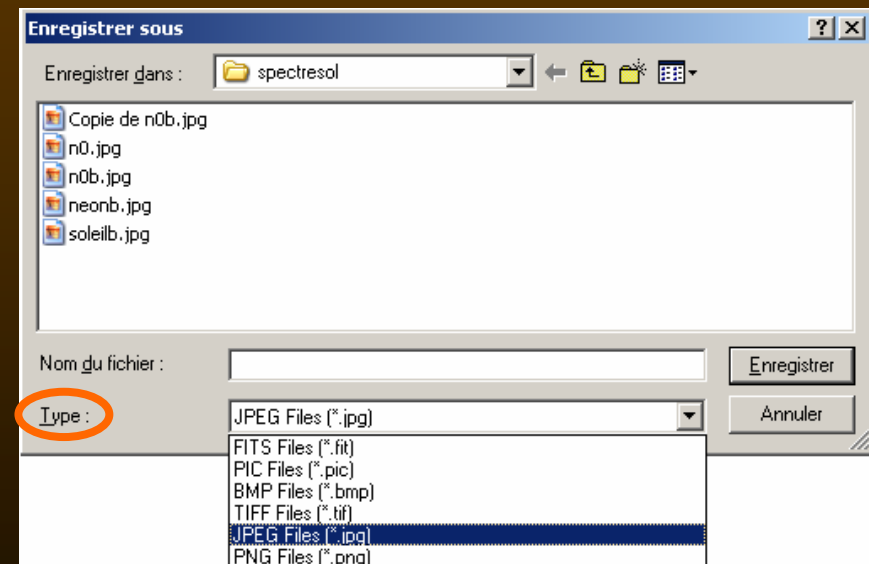 Enregistrer sous
Enregistrer dans : spectresol
Copie de n0b.jpg
n0.jpg
n0b.jpg
neonb.jpg
soleilb.jpg
Nom du fichier : Enregistrer
Type : JPEG Files (*.jpg) Annuler
FITS Files (*.fit)
PIC Files (*.pic)
BMP Files (*.bmp)
TIFF Files (*.tif)
JPEG Files (*.jpg)
PNG Files (*.png)